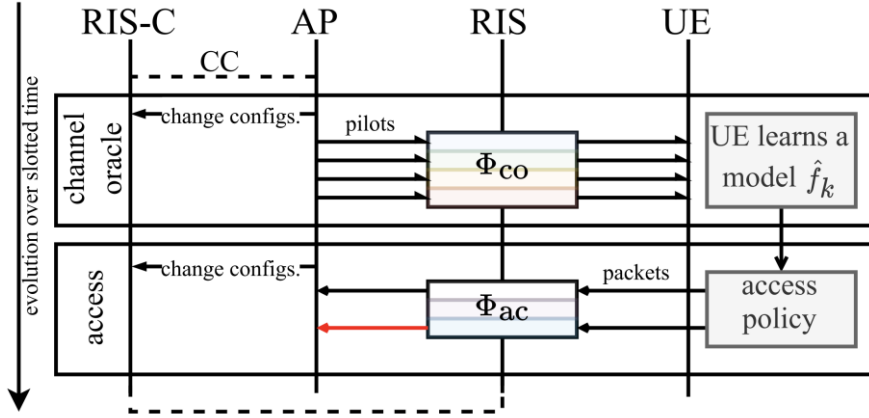 RIS-C AP RIS UE
CC
evolution over slotted time
channel
oracle
change configs.
pilots
Φco
UE learns a
model f̂k
access
change configs.
packets
Φac
access
policy